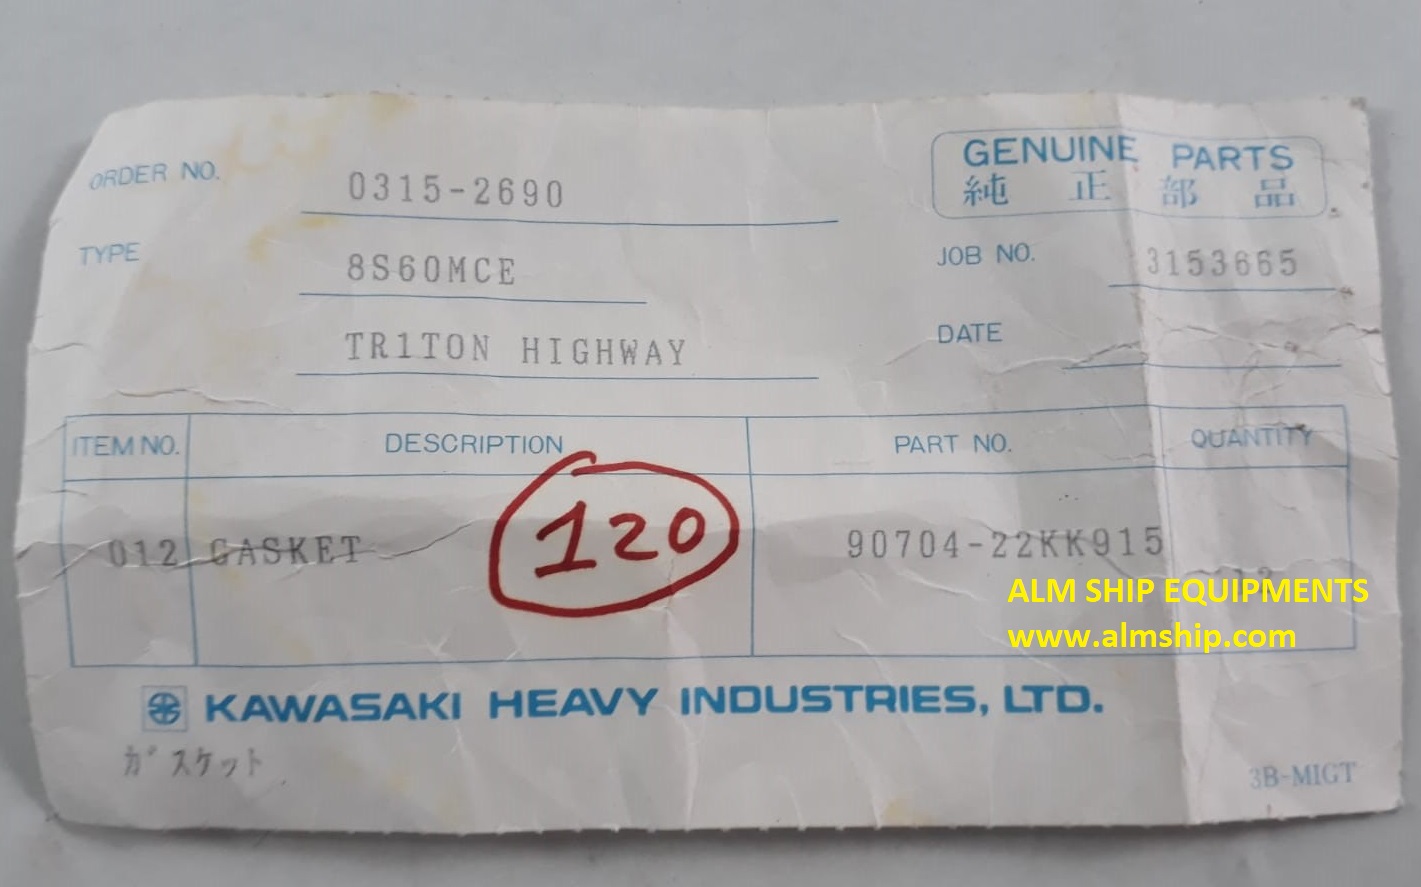 ORDER NO. 0315-2690
GENUINE PARTS
純正部品
TYPE 8S60MCE
JOB NO. 3153665
TR1TON HIGHWAY
DATE
ITEM NO. DESCRIPTION PART NO. QUANTITY
012 GASKET 120 90704-22KK915
ALM SHIP EQUIPMENTS
www.almship.com
KAWASAKI HEAVY INDUSTRIES, LTD.
ガスケット
3B-MIGT